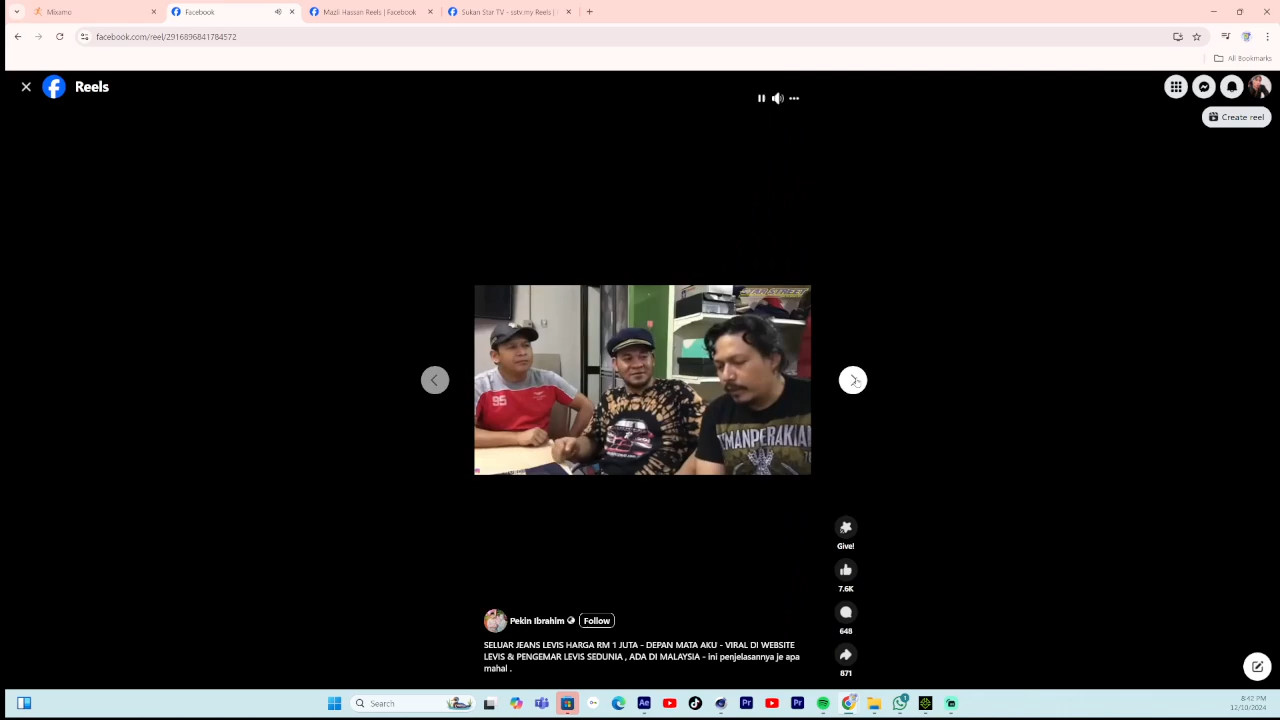 Mixamo
Facebook
Mazli Hassan Reels | Facebook
Sukan Star TV - sstv.my Reels |
facebook.com/reel/2916896841784572
All Bookmarks
Reels
Create reel
STAR STREET
95
Give!
7.6K
648
871
Pekin Ibrahim
Follow
SELUAR JEANS LEVIS HARGA RM 1 JUTA - DEPAN MATA AKU - VIRAL DI WEBSITE
LEVIS & PENGEMAR LEVIS SEDUNIA , ADA DI MALAYSIA - ini penjelasannya je apa
mahal .
Search
8:42 PM
12/10/2024